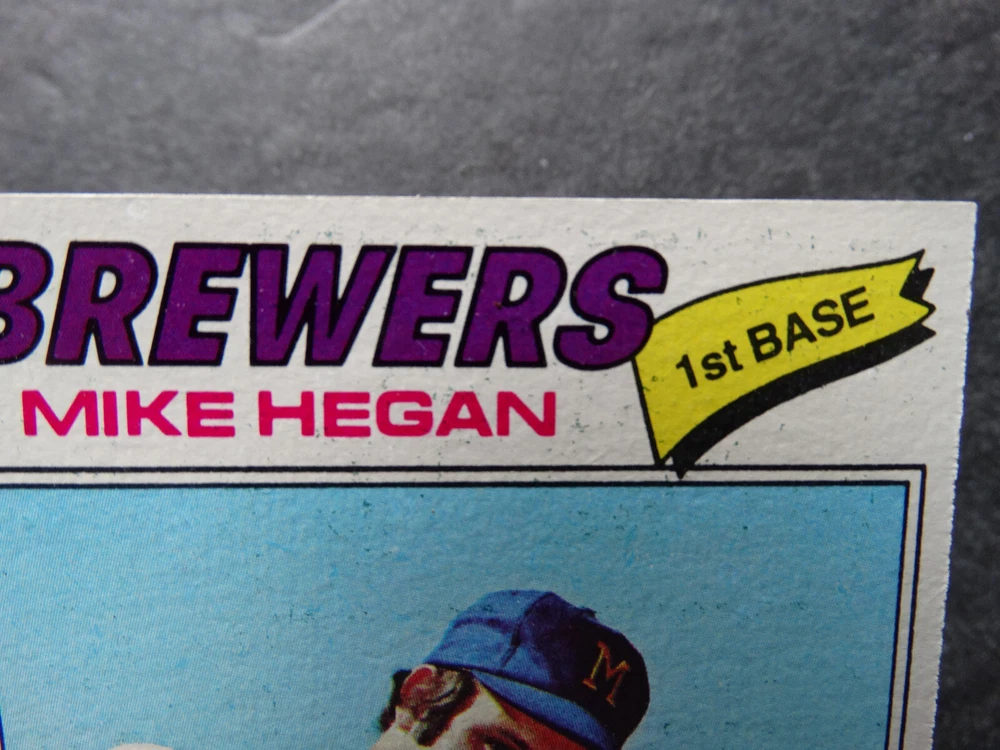 BREWERS
1st BASE
MIKE HEGAN
M